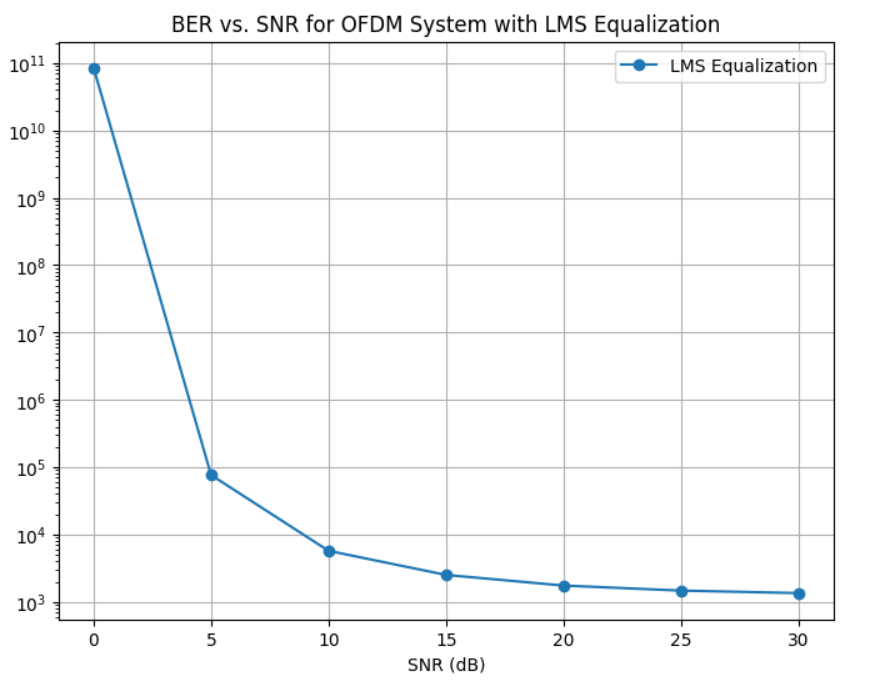 BER vs. SNR for OFDM System with LMS Equalization
LMS Equalization
10¹¹
10¹⁰
10⁹
10⁸
10⁷
10⁶
10⁵
10⁴
10³
0 5 10 15 20 25 30
SNR (dB)